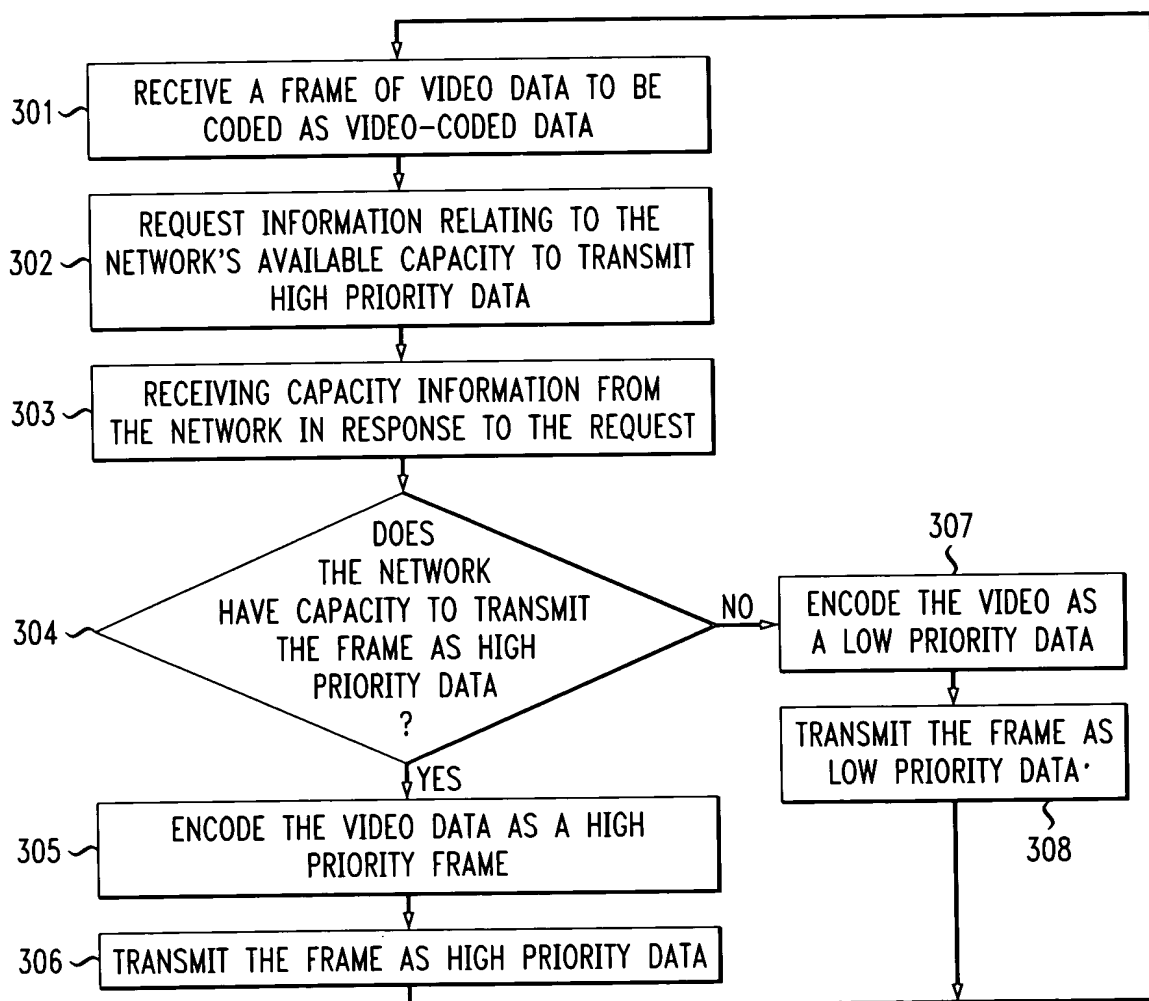 301
RECEIVE A FRAME OF VIDEO DATA TO BE
CODED AS VIDEO-CODED DATA
302
REQUEST INFORMATION RELATING TO THE
NETWORK'S AVAILABLE CAPACITY TO TRANSMIT
HIGH PRIORITY DATA
303
RECEIVING CAPACITY INFORMATION FROM
THE NETWORK IN RESPONSE TO THE REQUEST
304
DOES
THE NETWORK
HAVE CAPACITY TO TRANSMIT
THE FRAME AS HIGH
PRIORITY DATA
?
NO
307
ENCODE THE VIDEO AS
A LOW PRIORITY DATA
TRANSMIT THE FRAME AS
LOW PRIORITY DATA
308
YES
305
ENCODE THE VIDEO DATA AS A HIGH
PRIORITY FRAME
306
TRANSMIT THE FRAME AS HIGH PRIORITY DATA